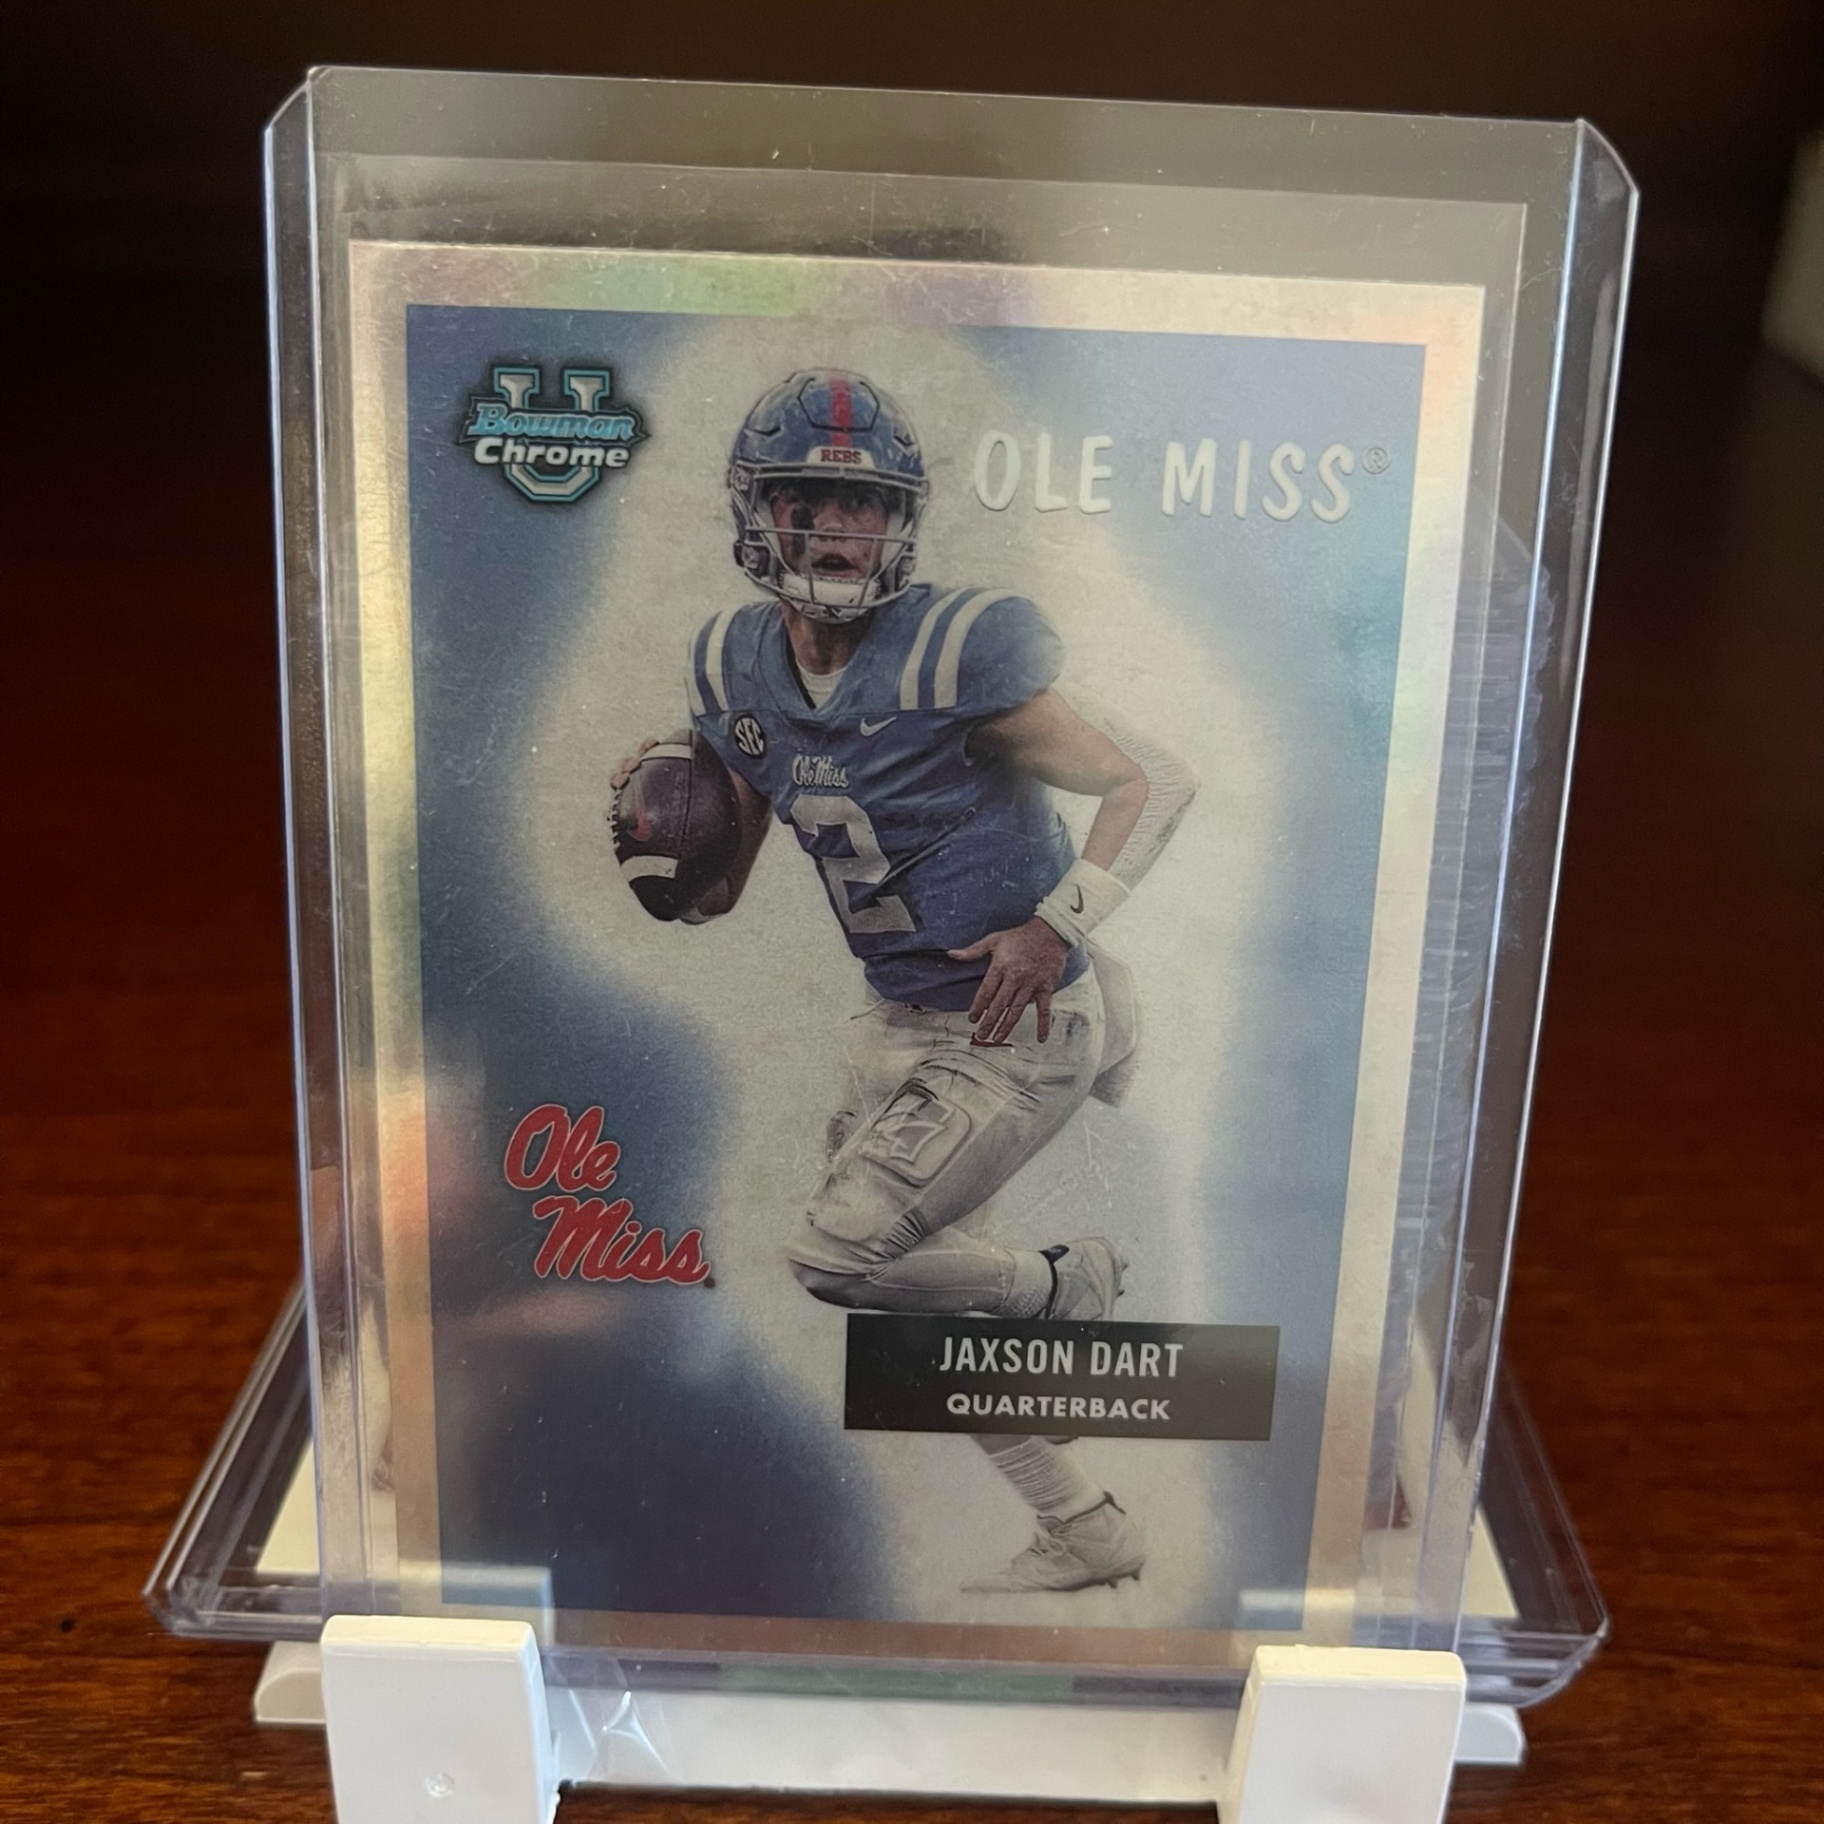 U
Bowman
Chrome
OLE MISS®
REBS
SEC
Ole Miss
2
Ole
Miss
JAXSON DART
QUARTERBACK